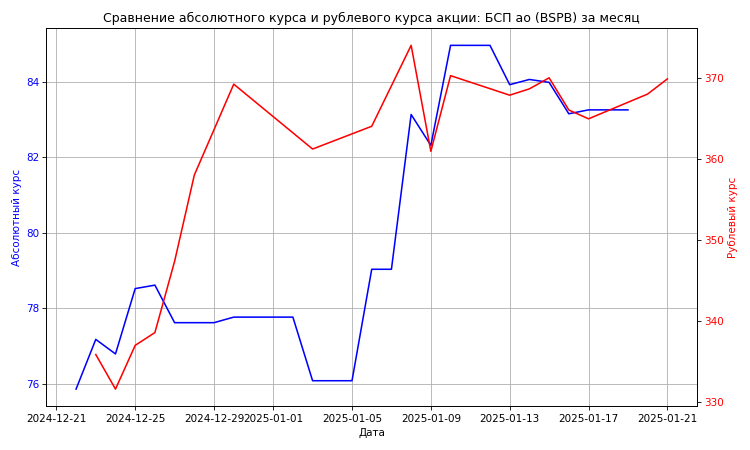 Сравнение абсолютного курса и рублевого курса акции: БСП ао (BSPB) за месяц
Абсолютный курс
84
82
80
78
76
370
360
350
340
330
Рублевый курс
2024-12-21 2024-12-25 2024-12-29 2025-01-01 2025-01-05 2025-01-09 2025-01-13 2025-01-17 2025-01-21
Дата